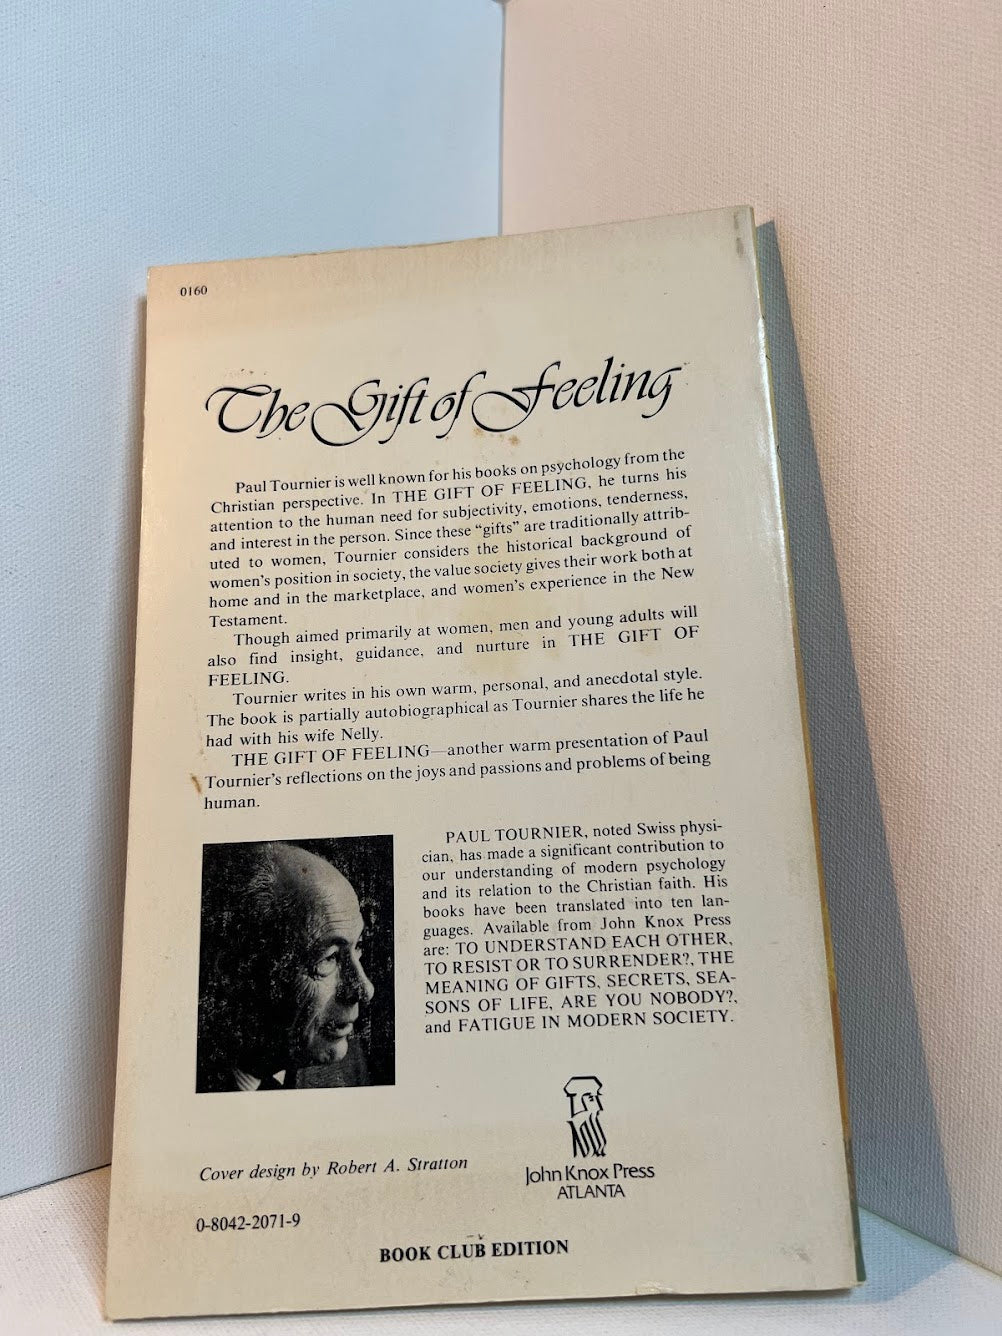 0160
The Gift of Feeling
Paul Tournier is well known for his books on psychology from the
Christian perspective. In THE GIFT OF FEELING, he turns his
attention to the human need for subjectivity, emotions, tenderness,
and interest in the person. Since these “gifts” are traditionally attrib-
uted to women, Tournier considers the historical background of
women's position in society, the value society gives their work both at
home and in the marketplace, and women's experience in the New
Testament.
Though aimed primarily at women, men and young adults will
also find insight, guidance, and nurture in THE GIFT OF
FEELING.
Tournier writes in his own warm, personal, and anecdotal style.
The book is partially autobiographical as Tournier shares the life he
had with his wife Nelly.
THE GIFT OF FEELING—another warm presentation of Paul
Tournier's reflections on the joys and passions and problems of being
human.
PAUL TOURNIER, noted Swiss physi-
cian, has made a significant contribution to
our understanding of modern psychology
and its relation to the Christian faith. His
books have been translated into ten lan-
guages. Available from John Knox Press
are: TO UNDERSTAND EACH OTHER,
TO RESIST OR TO SURRENDER?, THE
MEANING OF GIFTS, SECRETS, SEA-
SONS OF LIFE, ARE YOU NOBODY?,
and FATIGUE IN MODERN SOCIETY.
Cover design by Robert A. Stratton
John Knox Press
ATLANTA
0-8042-2071-9
BOOK CLUB EDITION